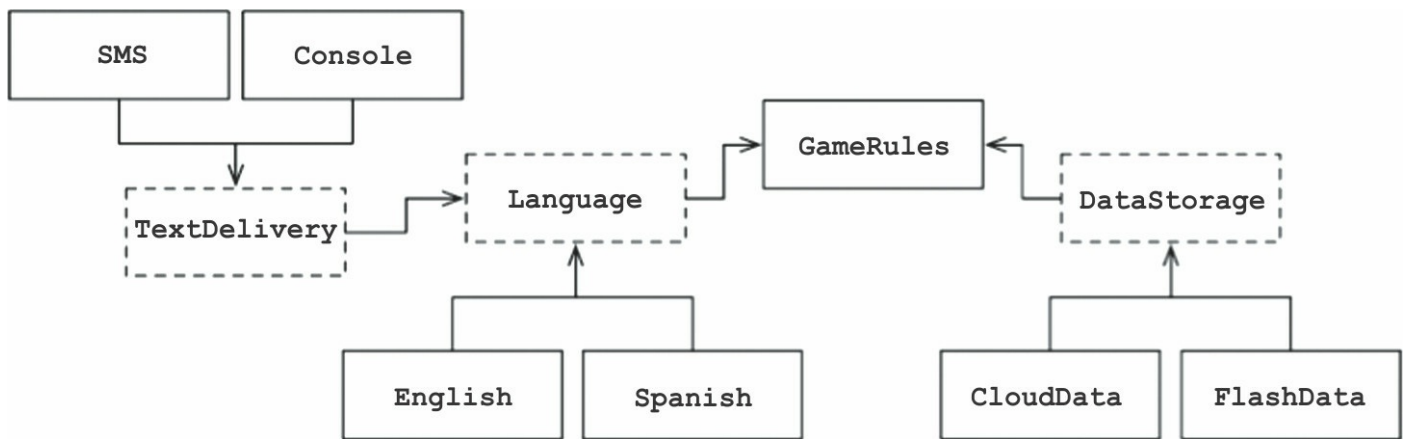 SMS
Console
GameRules
Language
DataStorage
TextDelivery
English
Spanish
CloudData
FlashData